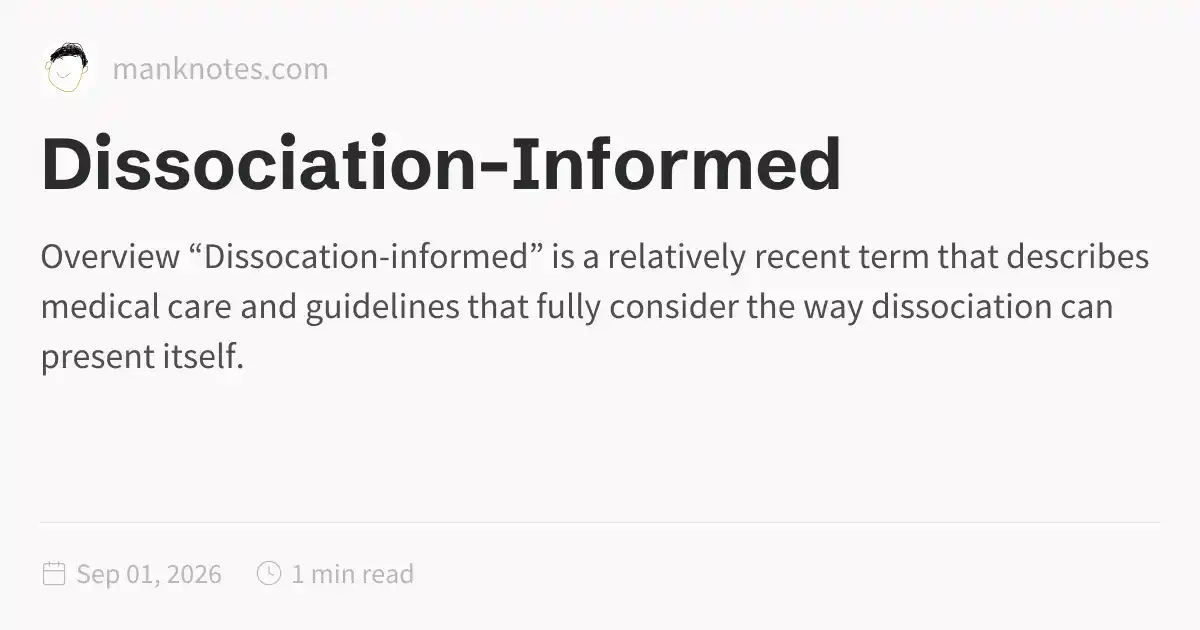 manknotes.com
Dissociation-Informed
Overview “Dissocation-informed” is a relatively recent term that describes
medical care and guidelines that fully consider the way dissociation can
present itself.
Sep 01, 2026 1 min read